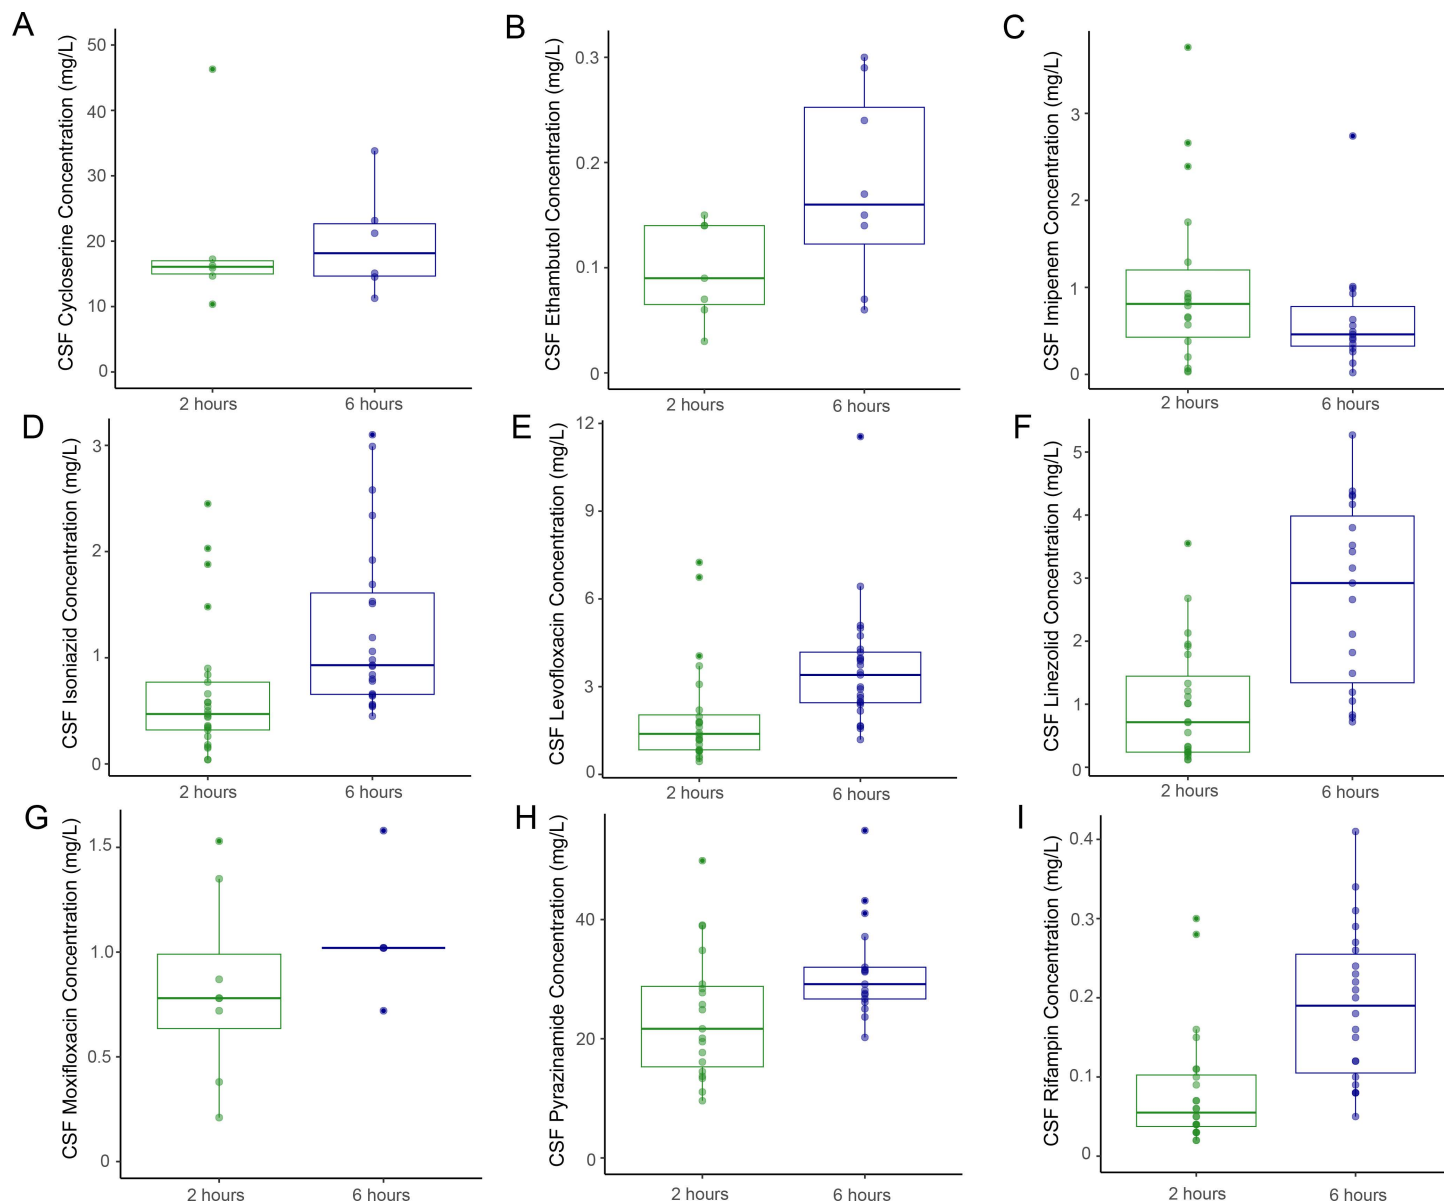 A
CSF Cycloserine Concentration (mg/L)
50
40
30
20
10
0
2 hours
6 hours
B
CSF Ethambutol Concentration (mg/L)
0.3
0.2
0.1
0
2 hours
6 hours
C
CSF Imipenem Concentration (mg/L)
3
2
1
0
2 hours
6 hours
D
CSF Isoniazid Concentration (mg/L)
3
2
1
0
2 hours
6 hours
E
CSF Levofloxacin Concentration (mg/L)
12
9
6
3
0
2 hours
6 hours
F
CSF Linezolid Concentration (mg/L)
5
4
3
2
1
0
2 hours
6 hours
G
CSF Moxifloxacin Concentration (mg/L)
1.5
1.0
0.5
0
2 hours
6 hours
H
CSF Pyrazinamide Concentration (mg/L)
40
20
0
2 hours
6 hours
I
CSF Rifampin Concentration (mg/L)
0.4
0.3
0.2
0.1
0
2 hours
6 hours